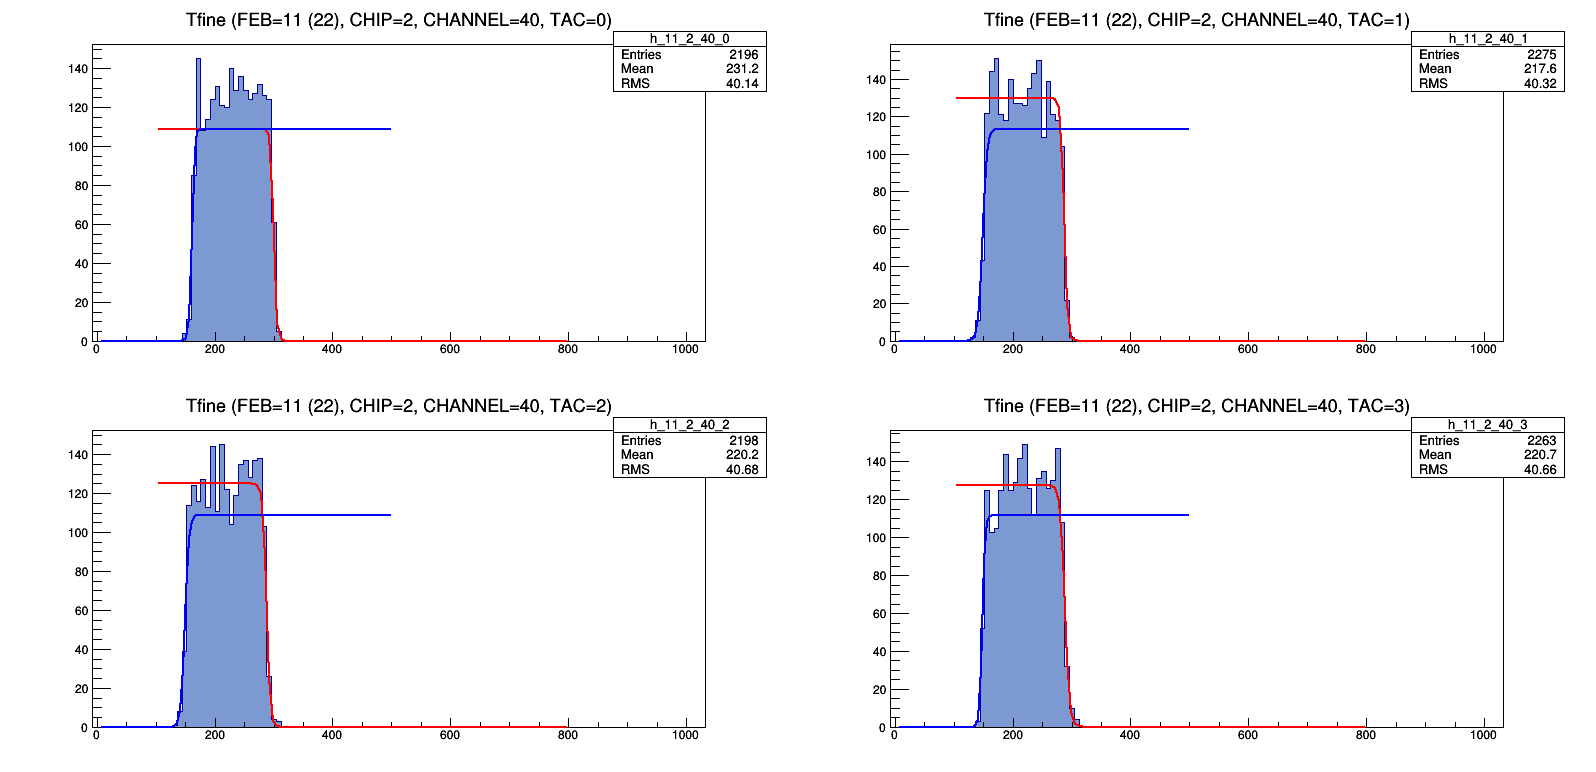 Tfine (FEB=11 (22), CHIP=2, CHANNEL=40, TAC=0)
h_11_2_40_0
Entries 2196
Mean 231.2
RMS 40.14
140
120
100
80
60
40
20
0
0 200 400 600 800 1000
Tfine (FEB=11 (22), CHIP=2, CHANNEL=40, TAC=1)
h_11_2_40_1
Entries 2275
Mean 217.6
RMS 40.32
140
120
100
80
60
40
20
0
0 200 400 600 800 1000
Tfine (FEB=11 (22), CHIP=2, CHANNEL=40, TAC=2)
h_11_2_40_2
Entries 2198
Mean 220.2
RMS 40.68
140
120
100
80
60
40
20
0
0 200 400 600 800 1000
Tfine (FEB=11 (22), CHIP=2, CHANNEL=40, TAC=3)
h_11_2_40_3
Entries 2263
Mean 220.7
RMS 40.66
140
120
100
80
60
40
20
0
0 200 400 600 800 1000